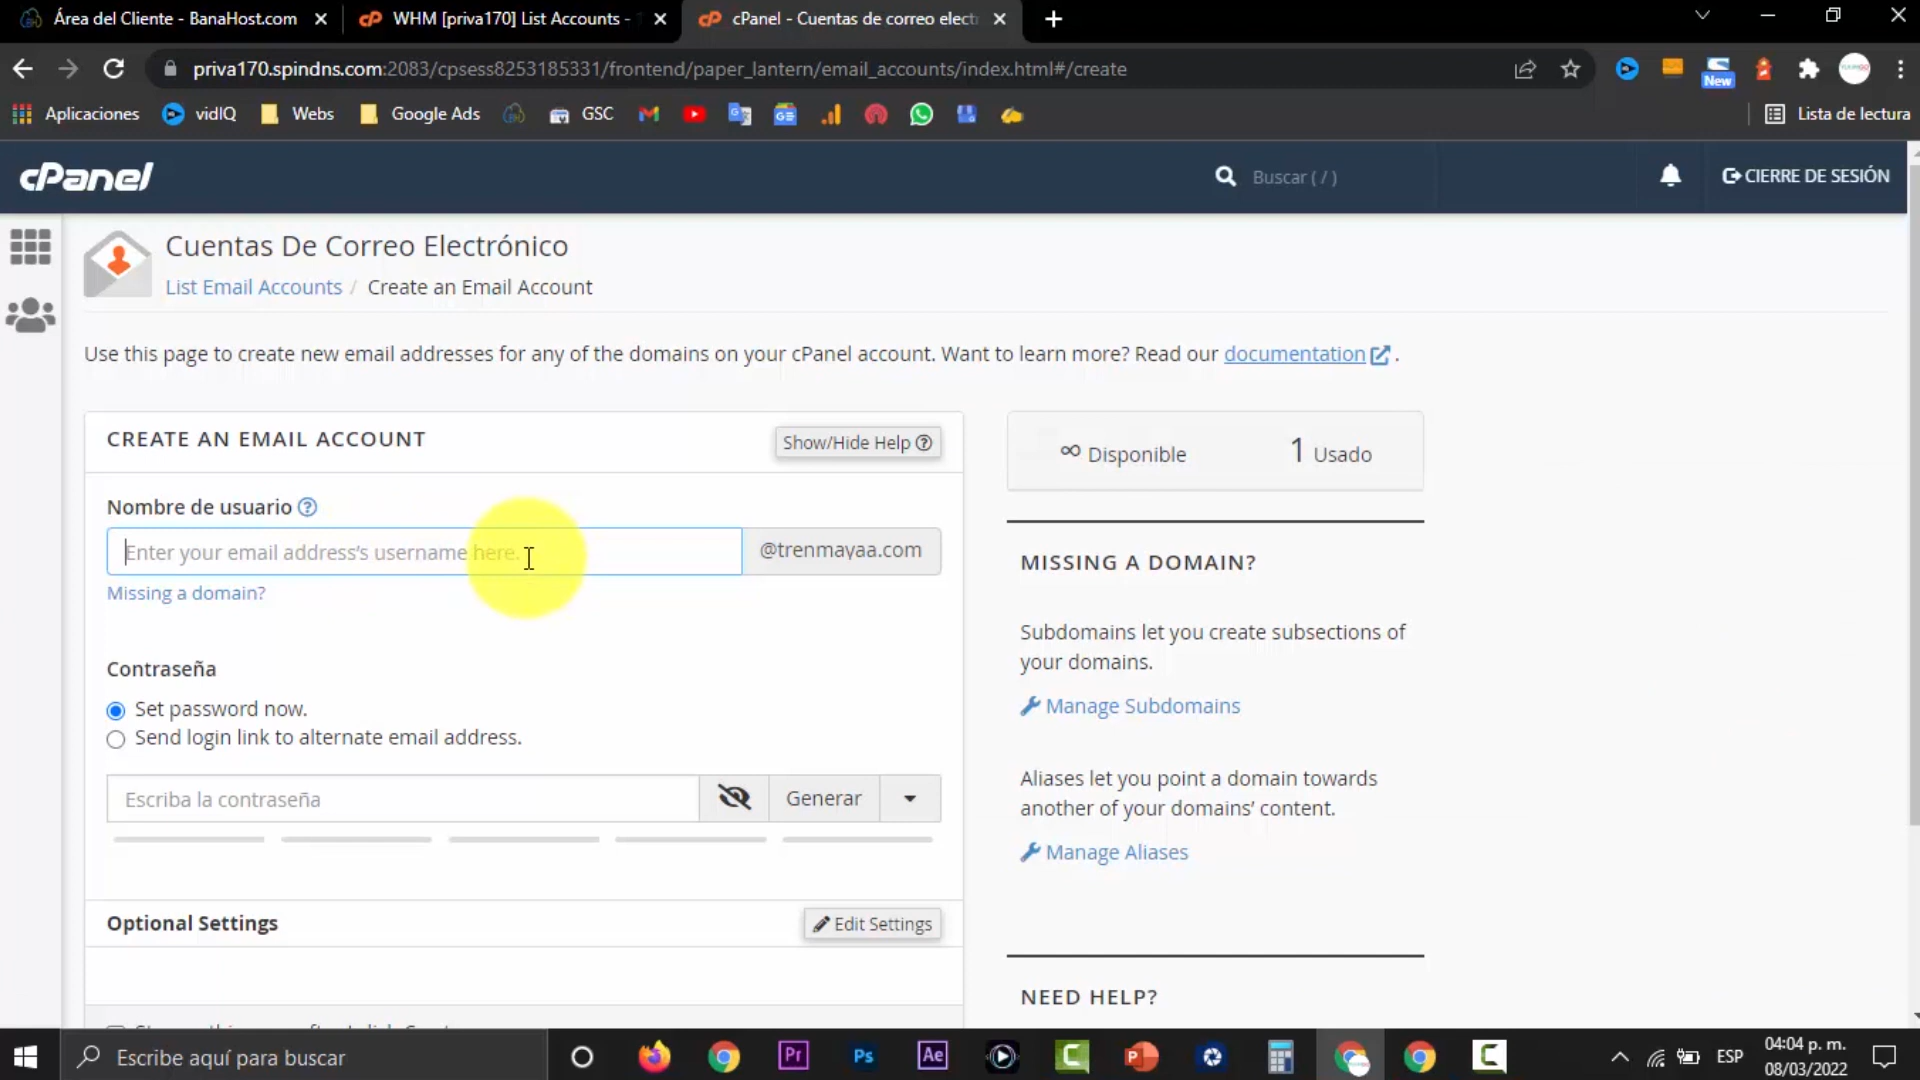 Área del Cliente - BanaHost.com
WHM [priva170] List Accounts -
cPanel - Cuentas de correo elect
priva170.spindns.com:2083/cpsess8253185331/frontend/paper_lantern/email_accounts/index.html#/create
New
Aplicaciones
vidIQ
Webs
Google Ads
GSC
Lista de lectura
cPanel
Buscar ( / )
CIERRE DE SESIÓN
Cuentas De Correo Electrónico
List Email Accounts / Create an Email Account
Use this page to create new email addresses for any of the domains on your cPanel account. Want to learn more? Read our documentation .
CREATE AN EMAIL ACCOUNT
Show/Hide Help
∞ Disponible
1 Usado
Nombre de usuario
Enter your email address's username here.
@trenmayaa.com
Missing a domain?
Contraseña
Set password now.
Send login link to alternate email address.
Escriba la contraseña
Generar
Optional Settings
Edit Settings
MISSING A DOMAIN?
Subdomains let you create subsections of
your domains.
Manage Subdomains
Aliases let you point a domain towards
another of your domains' content.
Manage Aliases
NEED HELP?
Escribe aquí para buscar
Pr
Ps
Ae
ESP
04:04 p. m.
08/03/2022